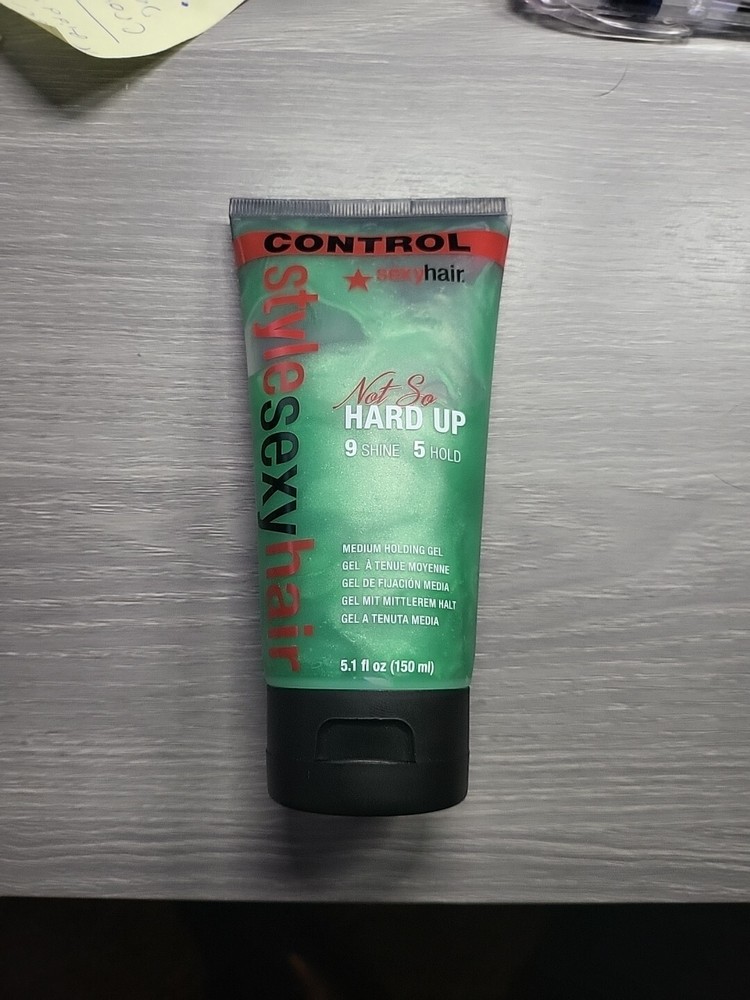 CONTROL
sexyhair.
stylesexyhair
Not So
HARD UP
9 SHINE 5 HOLD
MEDIUM HOLDING GEL
GEL À TENUE MOYENNE
GEL DE FIJACIÓN MEDIA
GEL MIT MITTLEREM HALT
GEL A TENUTA MEDIA
5.1 fl oz (150 ml)